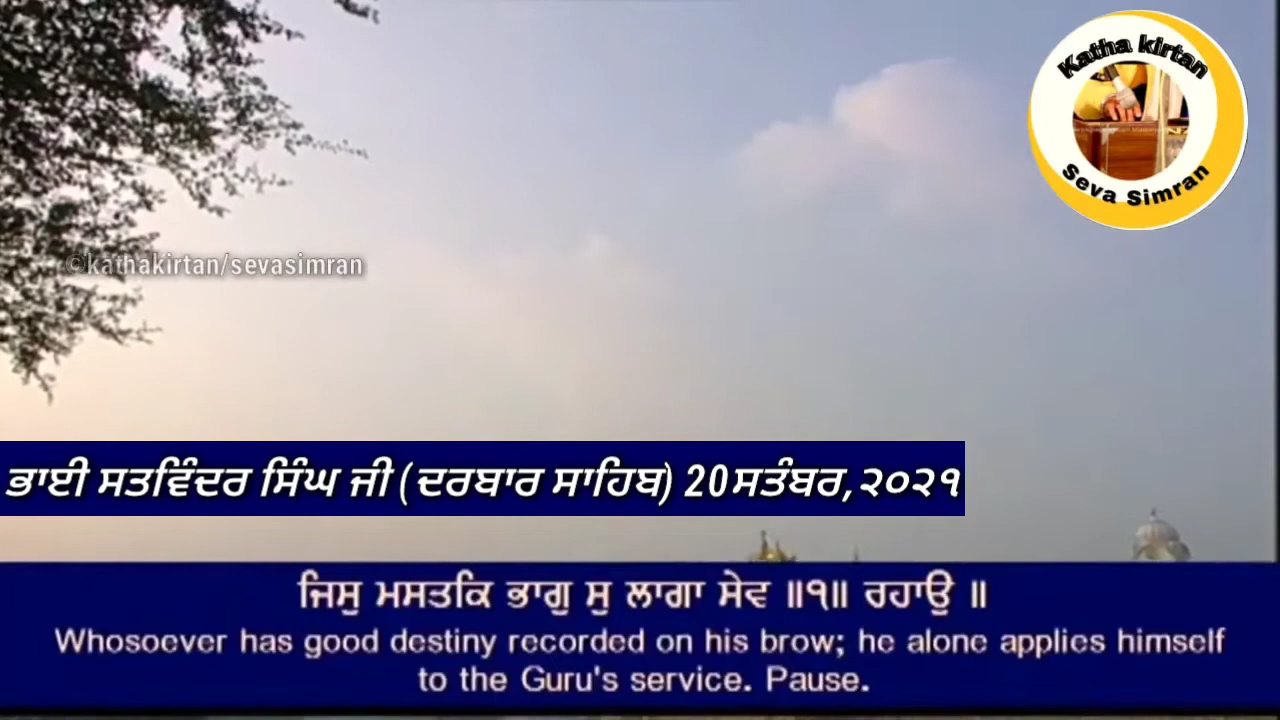 Katha kirtan
Seva Simran
©kathakirtan/sevasimran
ਭਾਈ ਸਤਵਿੰਦਰ ਸਿੰਘ ਜੀ (ਦਰਬਾਰ ਸਾਹਿਬ) 20ਸਤੰਬਰ,੨੦੨੧
ਜਿਸੁ ਮਸਤਕਿ ਭਾਗੁ ਸੁ ਲਾਗਾ ਸੇਵ ॥੧॥ ਰਹਾਉ ॥
Whosoever has good destiny recorded on his brow; he alone applies himself
to the Guru's service. Pause.